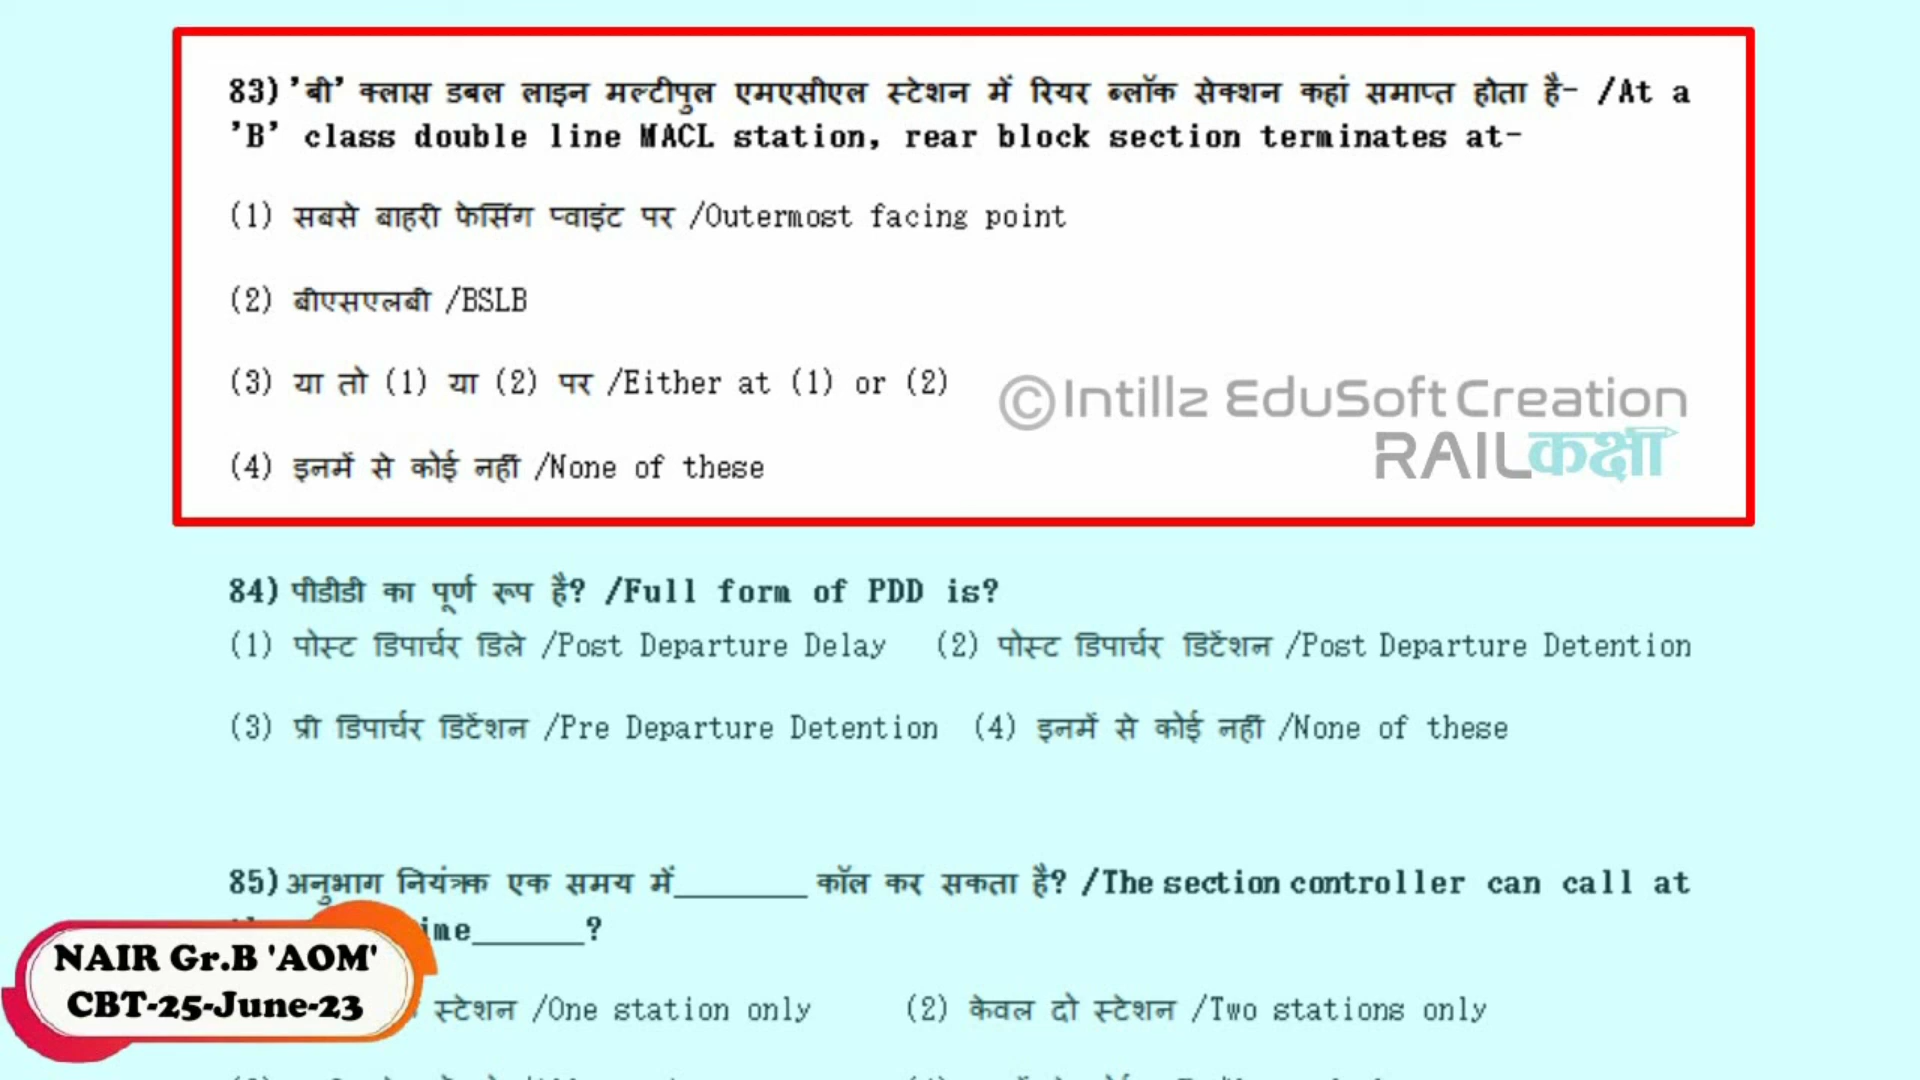 83) 'बी' क्लास डबल लाइन मल्टीपुल एमएसीएल स्टेशन में रियर ब्लॉक सेक्शन कहां समाप्त होता है- /At a
'B' class double line MACL station, rear block section terminates at-
(1) सबसे बाहरी फेसिंग प्वाइंट पर /Outermost facing point
(2) बीएसएलबी /BSLB
(3) या तो (1) या (2) पर /Either at (1) or (2)
©Intillz EduSoft Creation
RAILकक्षा
(4) इनमें से कोई नहीं /None of these
84) पीडीडी का पूर्ण रूप है? /Full form of PDD is?
(1) पोस्ट डिपार्चर डिले /Post Departure Delay (2) पोस्ट डिपार्चर डिटेंशन /Post Departure Detention
(3) प्री डिपार्चर डिटेंशन /Pre Departure Detention (4) इनमें से कोई नहीं /None of these
85) अनुभाग नियंत्रक एक समय में_______ कॉल कर सकता है? /The section controller can call at
______?
NAIR Gr.B 'AOM'
CBT-25-June-23
स्टेशन /One station only (2) केवल दो स्टेशन /Two stations only